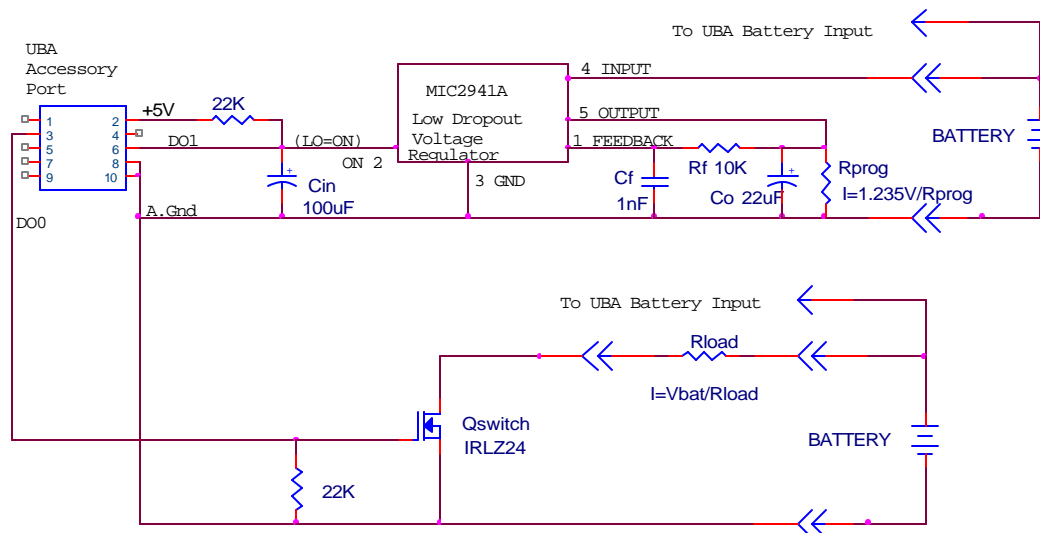 To UBA Battery Input
UBA
Accessory
Port
4 INPUT
MIC2941A
Low Dropout
Voltage
Regulator
+5V
22K
5 OUTPUT
1 2
3 4
5 6
7 8
9 10
DO1
(LO=ON)
ON 2
1 FEEDBACK
BATTERY
3 GND
Cin
100uF
Cf
1nF
Rf 10K
Co 22uF
Rprog
I=1.235V/Rprog
A.Gnd
DO0
To UBA Battery Input
Rload
I=Vbat/Rload
Qswitch
IRLZ24
BATTERY
22K